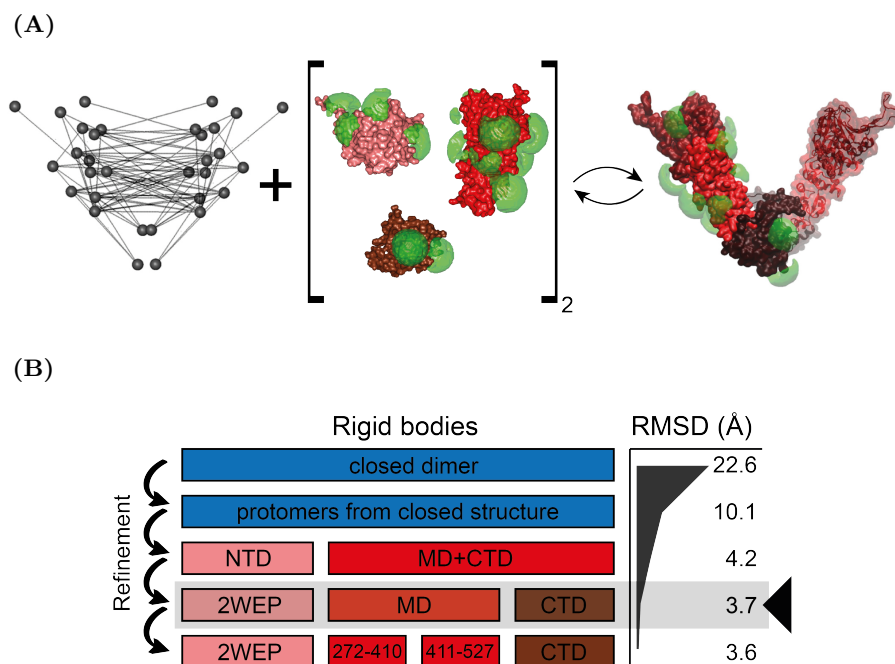 (A)
+
2
(B)
Rigid bodies
RMSD (Å)
Refinement
closed dimer
22.6
protomers from closed structure
10.1
NTD
MD+CTD
4.2
2WEP
MD
CTD
3.7
2WEP
272-410
411-527
CTD
3.6